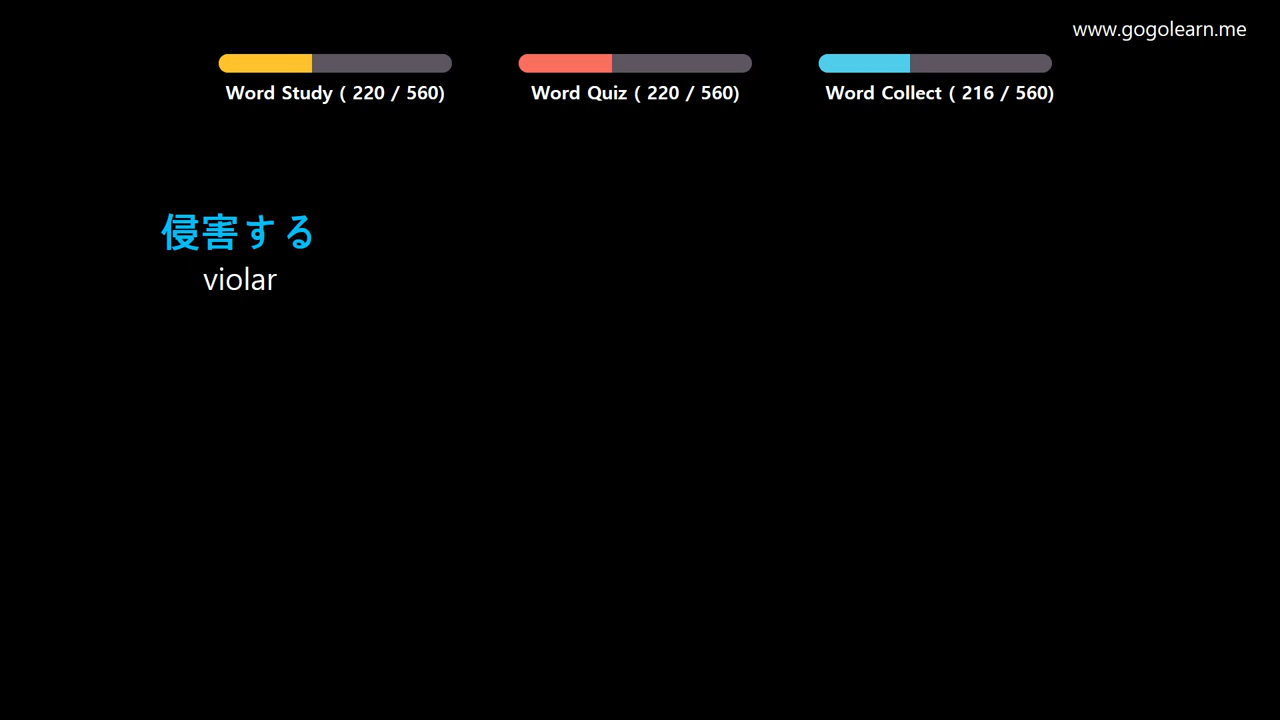 www.gogolearn.me
Word Study ( 220 / 560)
Word Quiz ( 220 / 560)
Word Collect ( 216 / 560)
侵害する
violar